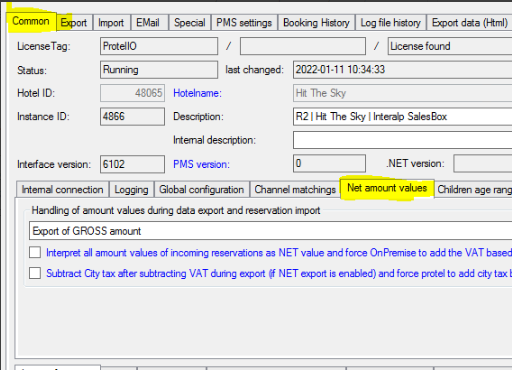 Common Export Import EMail Special PMS settings Booking History Log file history Export data (Html)
LicenseTag: ProtelIO / / License found
Status: Running last changed: 2022-01-11 10:34:33
Hotel ID: 48065 Hotelname: Hit The Sky
Instance ID: 4866 Description: R2 | Hit The Sky | Interalp SalesBox
Internal description:
Interface version: 6102 PMS version: 0 .NET version:
Internal connection Logging Global configuration Channel matchings Net amount values Children age rang
Handling of amount values during data export and reservation import
Export of GROSS amount
Interpret all amount values of incoming reservations as NET value and force OnPremise to add the VAT based
Subtract City tax after subtracting VAT during export (if NET export is enabled) and force protel to add city tax b